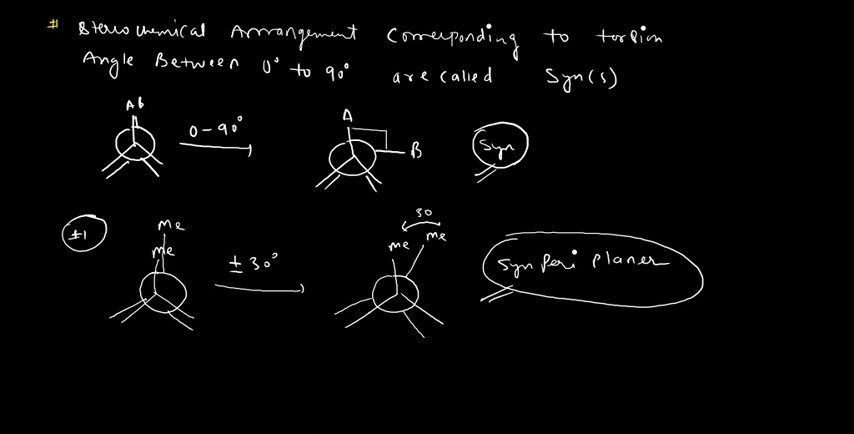 # Stereochemical Arrangement Corresponding to torsion
Angle Between 0° to 90° are called Syn(s)
Ab
0-90°
A
B
Syn
#1
me
me
± 30°
30
me
me
Syn Peri Planer